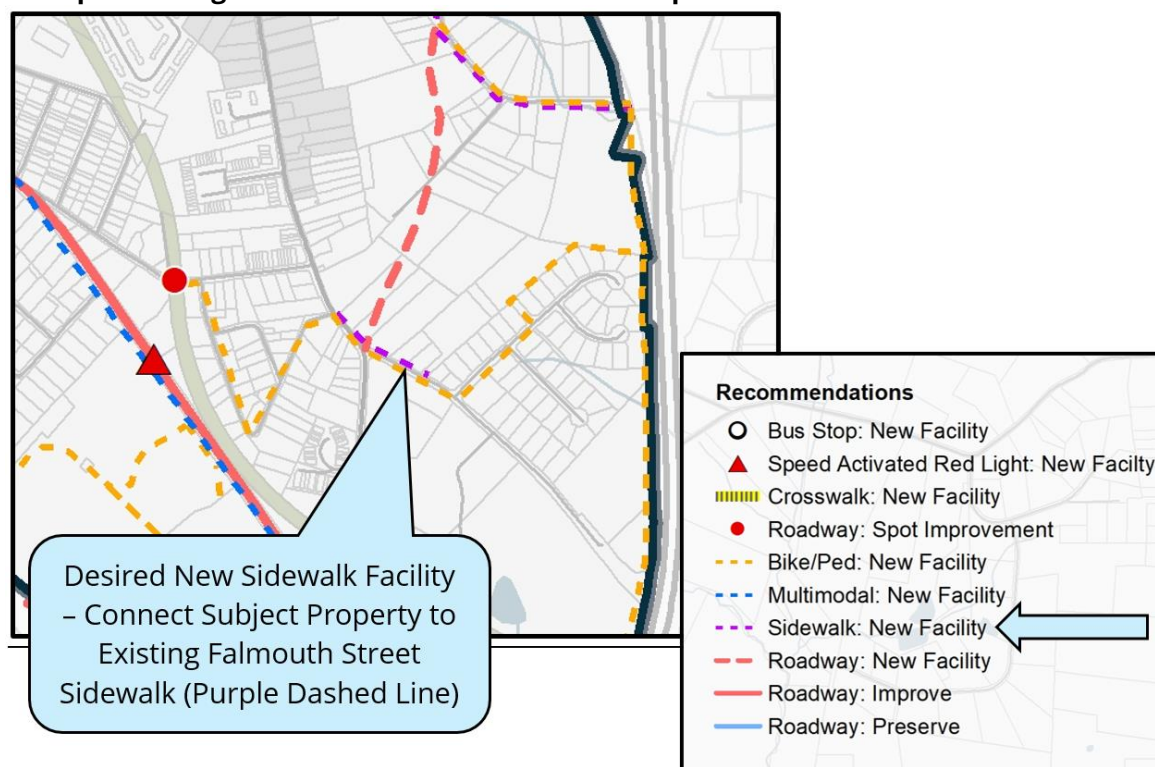 Recommendations
Bus Stop: New Facility
Speed Activated Red Light: New Facilty
Crosswalk: New Facility
Roadway: Spot Improvement
Bike/Ped: New Facility
Multimodal: New Facility
Sidewalk: New Facility
Roadway: New Facility
Roadway: Improve
Roadway: Preserve
Desired New Sidewalk Facility
– Connect Subject Property to
Existing Falmouth Street
Sidewalk (Purple Dashed Line)